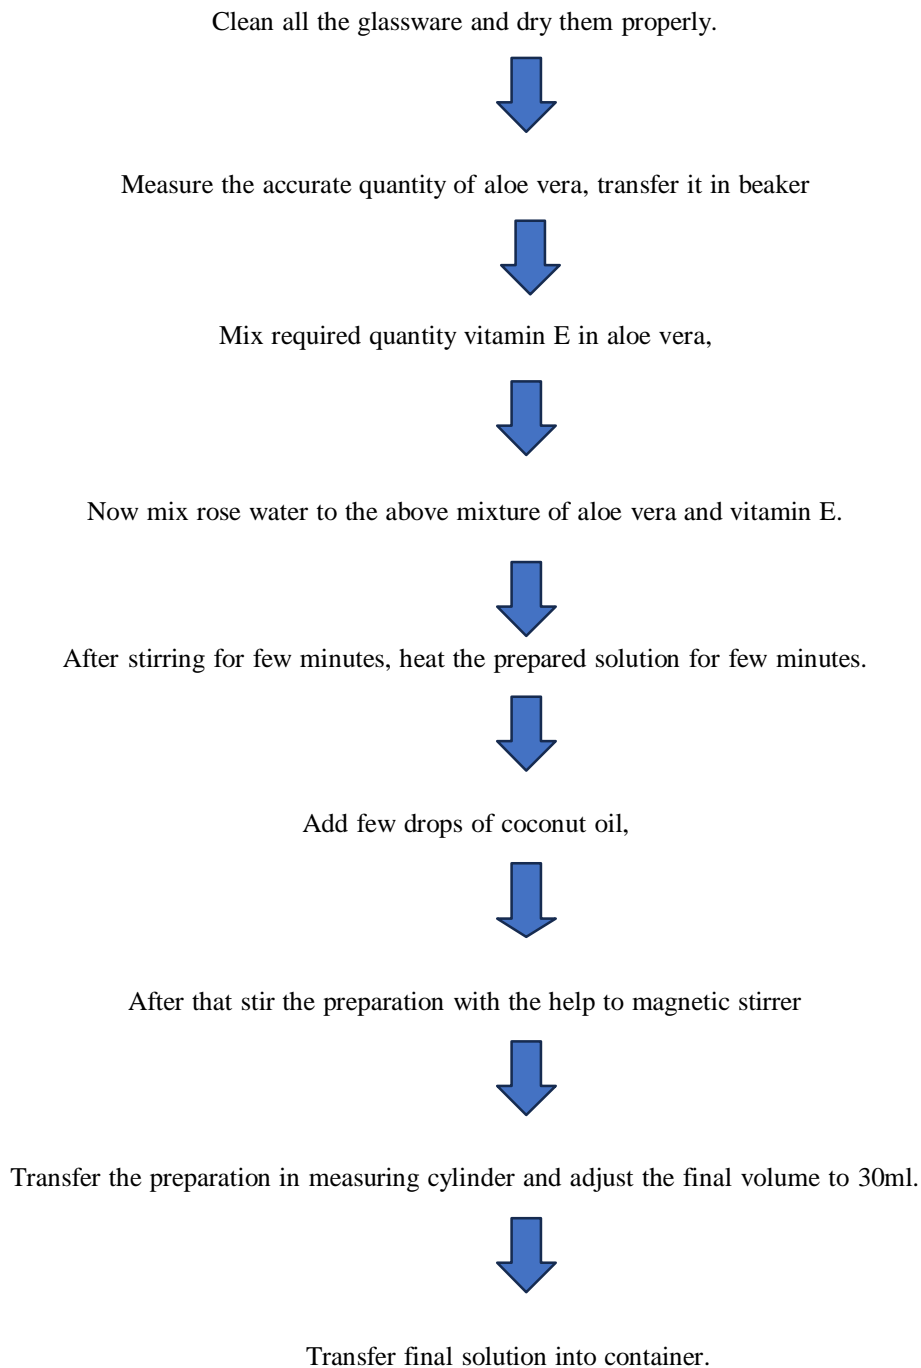 Clean all the glassware and dry them properly.
Measure the accurate quantity of aloe vera, transfer it in beaker
Mix required quantity vitamin E in aloe vera,
Now mix rose water to the above mixture of aloe vera and vitamin E.
After stirring for few minutes, heat the prepared solution for few minutes.
Add few drops of coconut oil,
After that stir the preparation with the help to magnetic stirrer
Transfer the preparation in measuring cylinder and adjust the final volume to 30ml.
Transfer final solution into container.